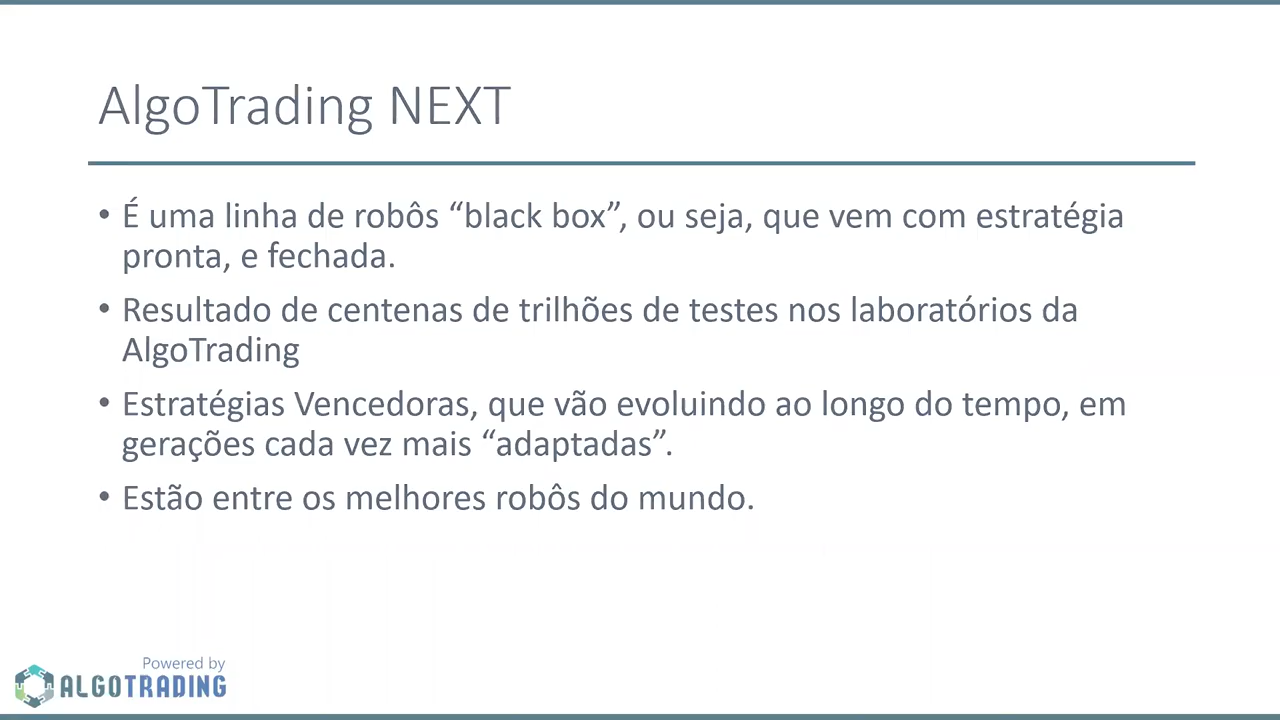 AlgoTrading NEXT
• É uma linha de robôs “black box”, ou seja, que vem com estratégia
pronta, e fechada.
• Resultado de centenas de trilhões de testes nos laboratórios da
AlgoTrading
• Estratégias Vencedoras, que vão evoluindo ao longo do tempo, em
gerações cada vez mais “adaptadas”.
• Estão entre os melhores robôs do mundo.
Powered by
ALGOTRADING